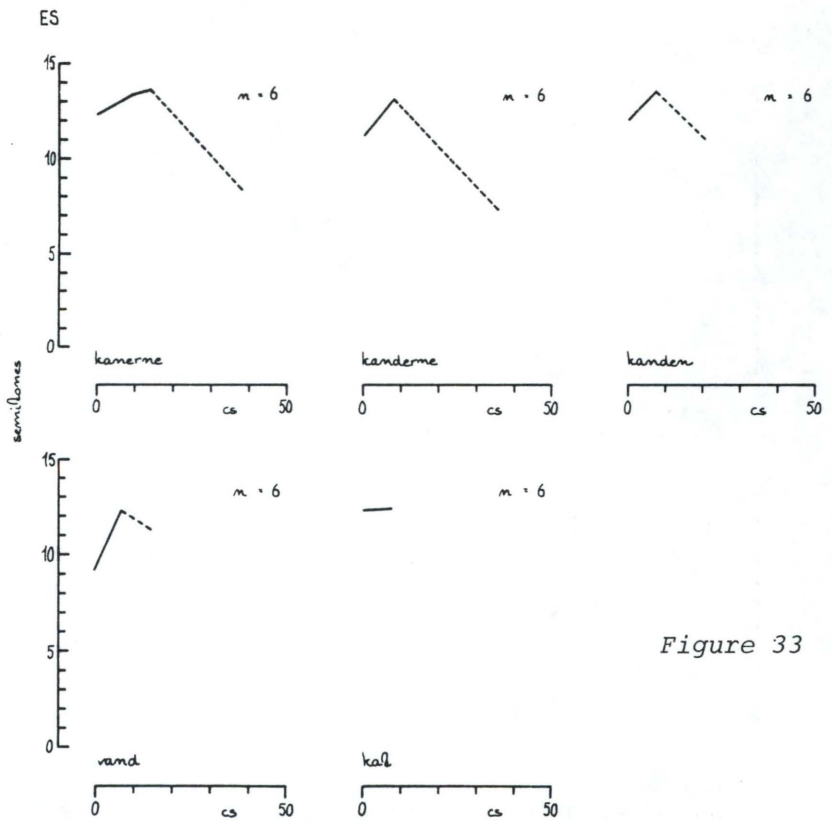 ES
semitones
15
10
5
0
n = 6
kanerne
0 cs 50
n = 6
kanderne
0 cs 50
n = 6
kanden
0 cs 50
15
10
5
0
n = 6
vand
0 cs 50
n = 6
kat
0 cs 50
Figure 33